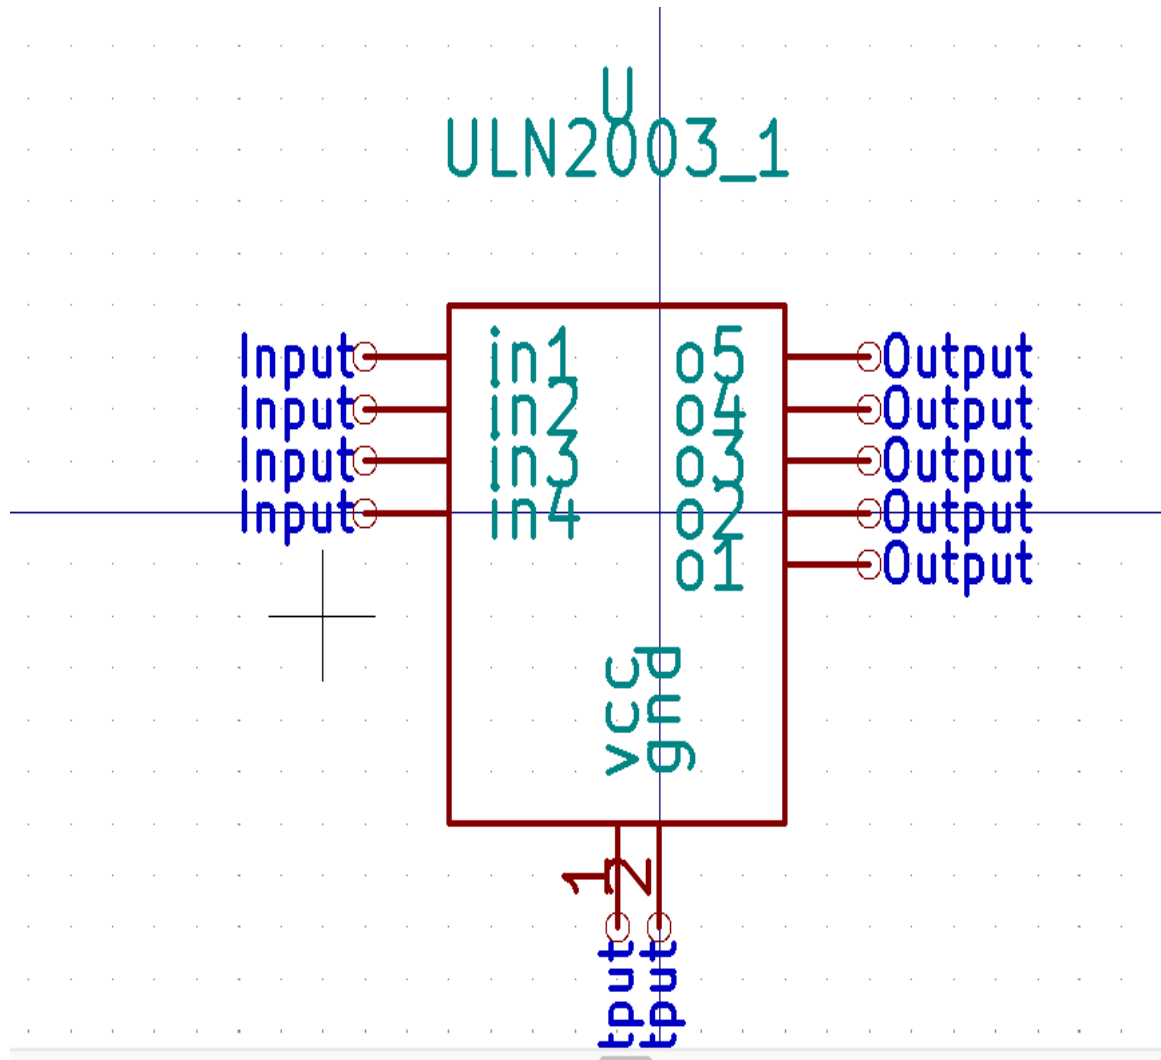 U
ULN2003_1
Input in1 o5 Output
Input in2 o4 Output
Input in3 o3 Output
Input in4 o2 Output
o1 Output
vcc
gnd
1
2
tput
tput